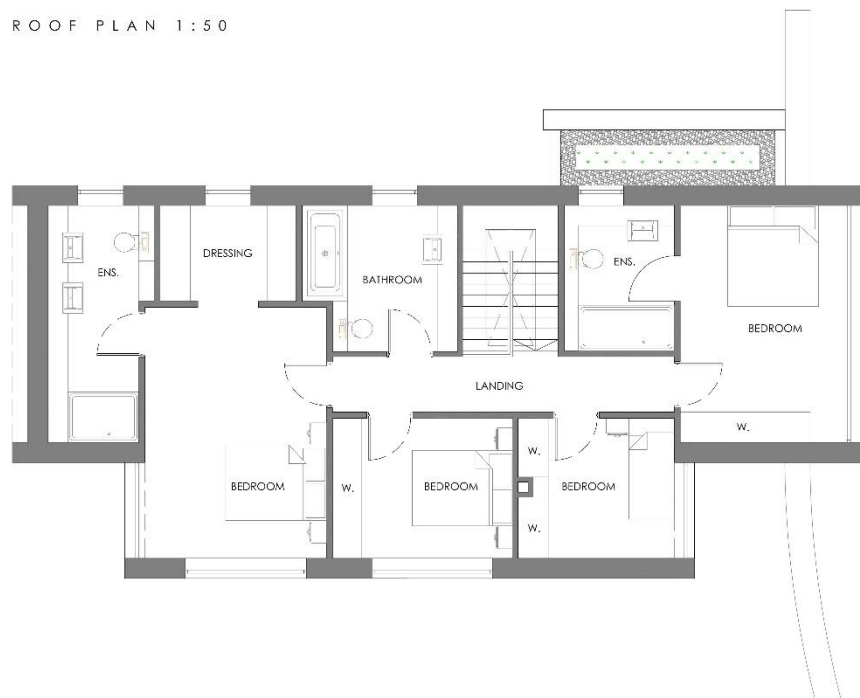 ROOF PLAN 1:50
DRESSING
ENS.
BATHROOM
ENS.
BEDROOM
LANDING
W.
BEDROOM
W.
BEDROOM
W.
BEDROOM
W.